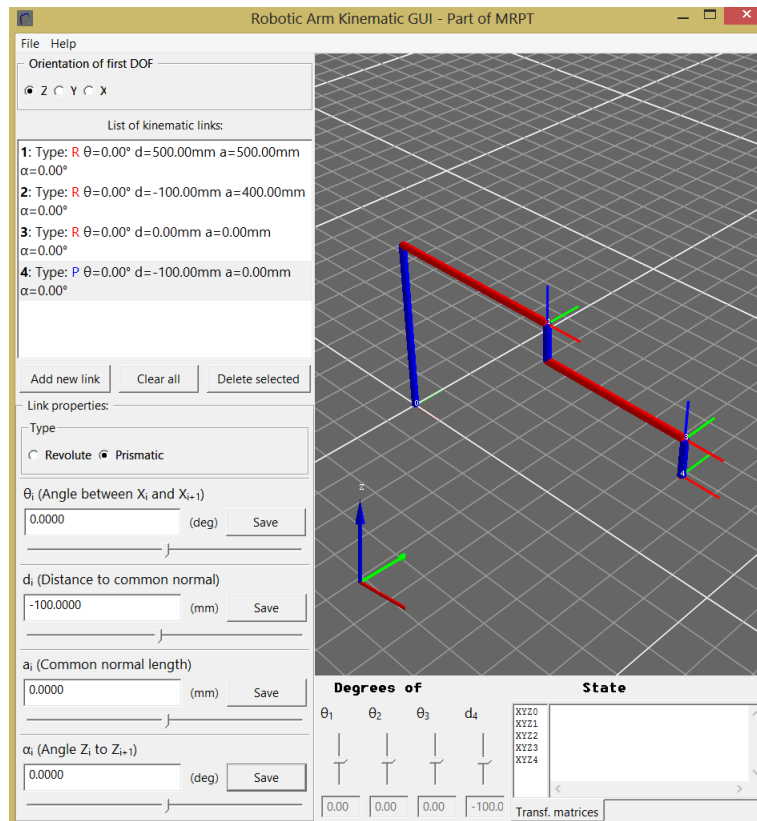 Robotic Arm Kinematic GUI - Part of MRPT
File Help
Orientation of first DOF
Z Y X
List of kinematic links:
1: Type: R θ=0.00° d=500.00mm a=500.00mm
α=0.00°
2: Type: R θ=0.00° d=-100.00mm a=400.00mm
α=0.00°
3: Type: R θ=0.00° d=0.00mm a=0.00mm
α=0.00°
4: Type: P θ=0.00° d=-100.00mm a=0.00mm
α=0.00°
Add new link Clear all Delete selected
Link properties:
Type
Revolute Prismatic
θi (Angle between Xi and Xi+1)
0.0000 (deg) Save
di (Distance to common normal)
-100.0000 (mm) Save
ai (Common normal length)
0.0000 (mm) Save
αi (Angle Zi to Zi+1)
0.0000 (deg) Save
0
4
z
Degrees of
θ1 θ2 θ3 d4
0.00 0.00 0.00 -100.0
State
XYZ0
XYZ1
XYZ2
XYZ3
XYZ4
Transf. matrices